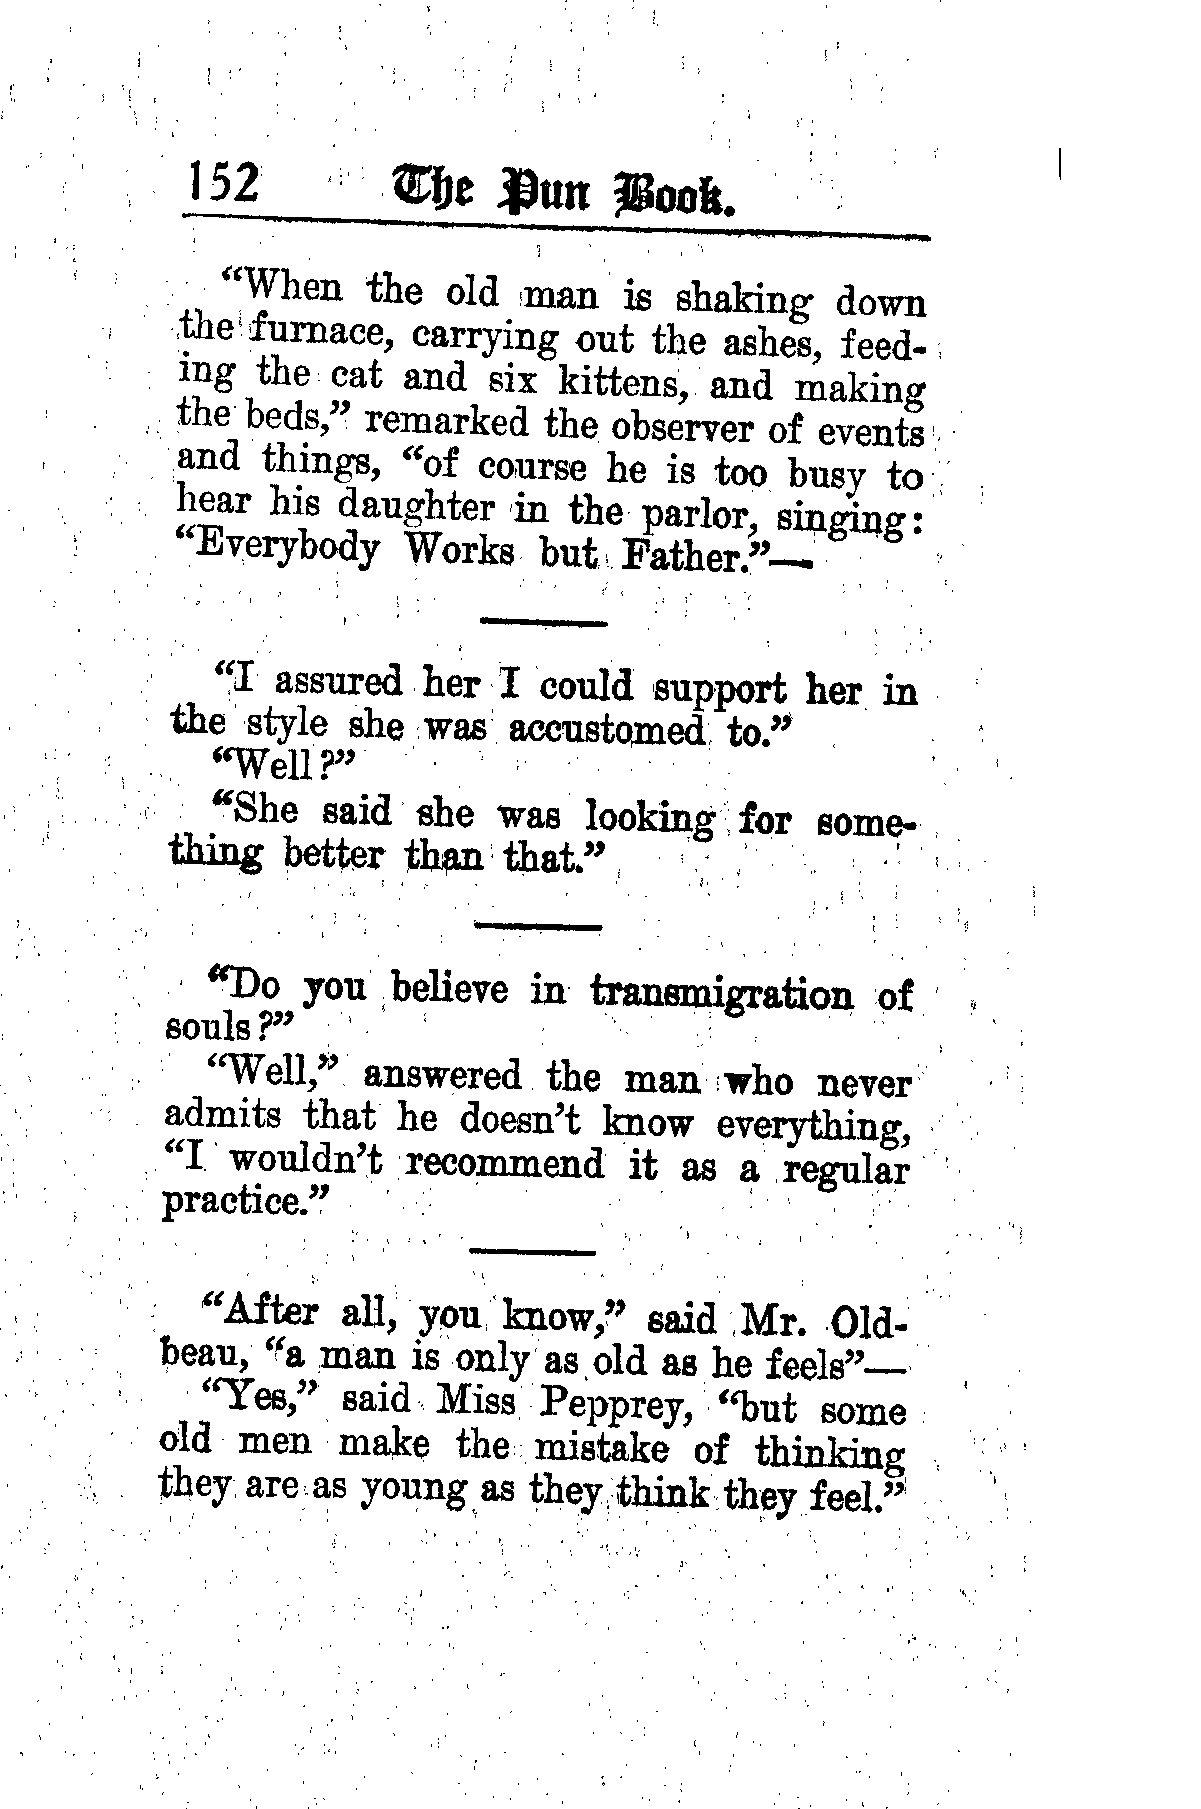 152 The Pun Book.
“When the old man is shaking down
the furnace, carrying out the ashes, feed-
ing the cat and six kittens, and making
the beds,” remarked the observer of events
and things, “of course he is too busy to
hear his daughter in the parlor, singing:
“Everybody Works but Father.”—
“I assured her I could support her in
the style she was accustomed to.”
“Well?”
“She said she was looking for some-
thing better than that.”
“Do you believe in transmigration of
souls?”
“Well,” answered the man who never
admits that he doesn’t know everything,
“I wouldn’t recommend it as a regular
practice.”
“After all, you know,” said Mr. Old-
beau, “a man is only as old as he feels”—
“Yes,” said Miss Pepprey, “but some
old men make the mistake of thinking
they are as young as they think they feel.”